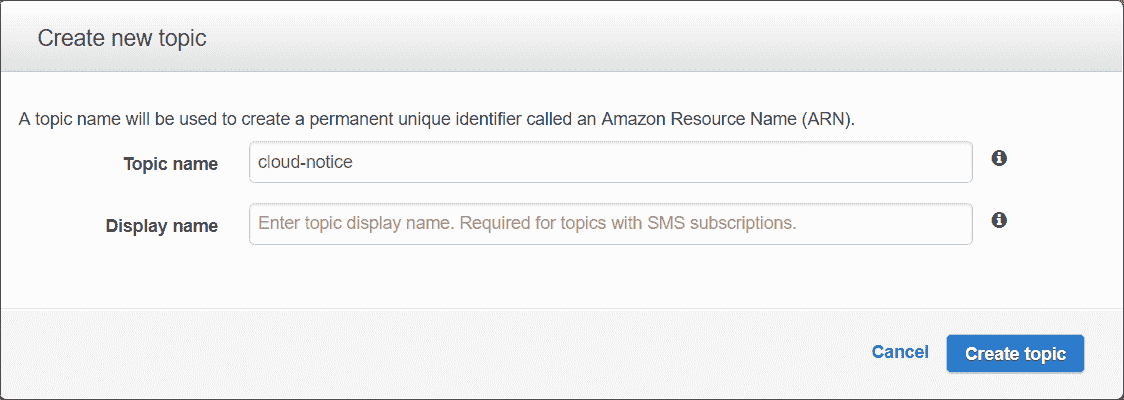 Create new topic
A topic name will be used to create a permanent unique identifier called an Amazon Resource Name (ARN).
Topic name cloud-notice
Display name Enter topic display name. Required for topics with SMS subscriptions.
Cancel Create topic